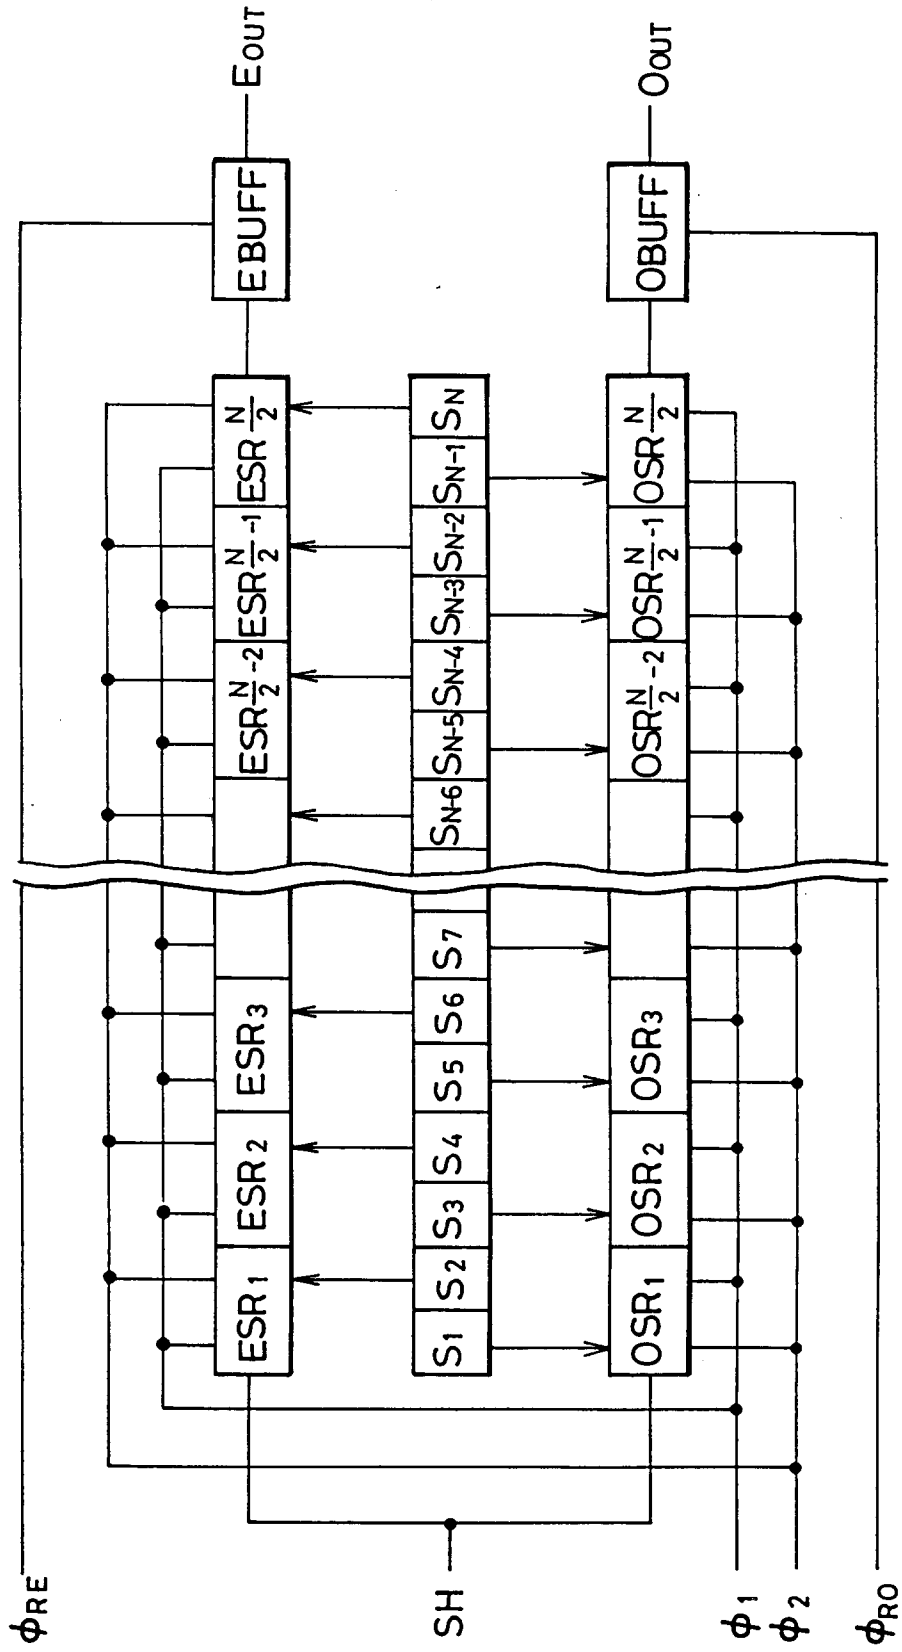 ϕRE
EBUFF
EOUT
ESR1
ESR2
ESR3
ESR N/2 -2
ESR N/2 -1
ESR N/2
SH
S1
S2
S3
S4
S5
S6
S7
SN-6
SN-5
SN-4
SN-3
SN-2
SN-1
SN
OSR1
OSR2
OSR3
OSR N/2 -2
OSR N/2 -1
OSR N/2
OBUFF
OOUT
ϕ1
ϕ2
ϕRO